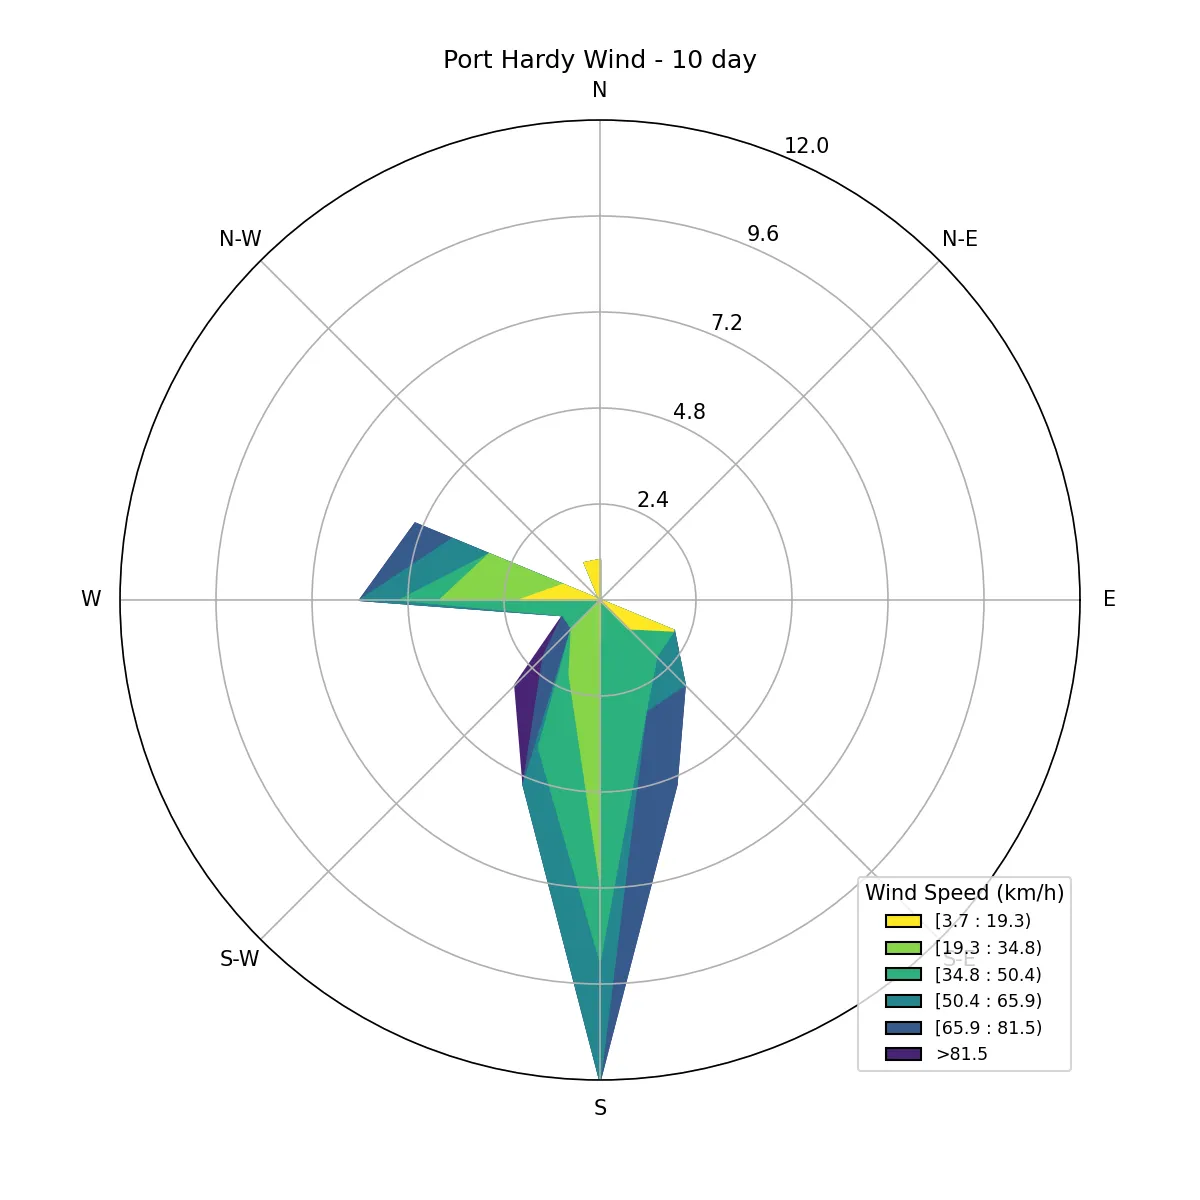 Port Hardy Wind - 10 day
N
12.0
N-W
9.6
N-E
7.2
4.8
2.4
W
E
Wind Speed (km/h)
[3.7 : 19.3)
[19.3 : 34.8)
S-W
S-E
[34.8 : 50.4)
[50.4 : 65.9)
[65.9 : 81.5)
>81.5
S